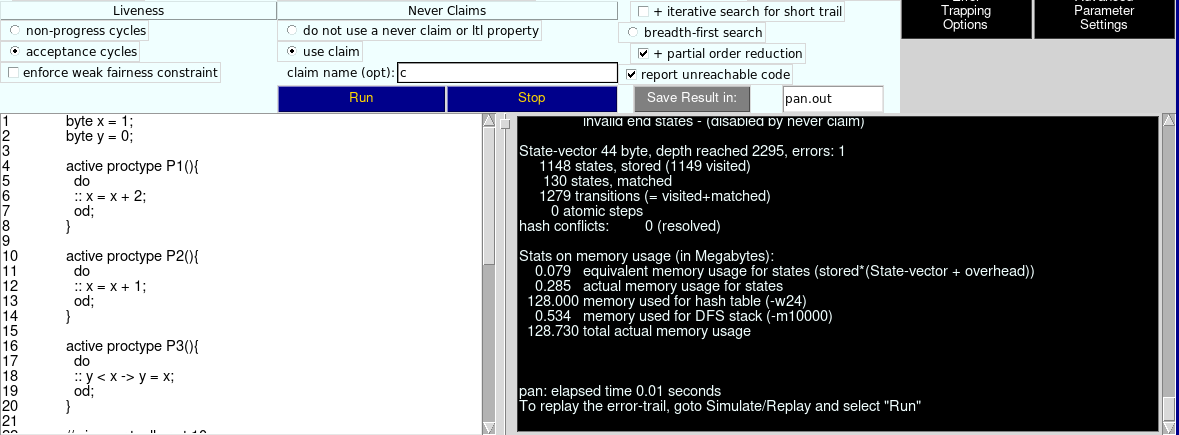 Liveness
Never Claims
+ iterative search for short trail
Trapping
Options
Parameter
Settings
non-progress cycles
do not use a never claim or ltl property
breadth-first search
acceptance cycles
use claim
+ partial order reduction
enforce weak fairness constraint
claim name (opt):
c
report unreachable code
Run
Stop
Save Result in:
pan.out
1 byte x = 1;
2 byte y = 0;
3
4 active proctype P1(){
5 do
6 :: x = x + 2;
7 od;
8 }
9
10 active proctype P2(){
11 do
12 :: x = x + 1;
13 od;
14 }
15
16 active proctype P3(){
17 do
18 :: y < x -> y = x;
19 od;
20 }
21
invalid end states - (disabled by never claim)
State-vector 44 byte, depth reached 2295, errors: 1
1148 states, stored (1149 visited)
130 states, matched
1279 transitions (= visited+matched)
0 atomic steps
hash conflicts: 0 (resolved)
Stats on memory usage (in Megabytes):
0.079 equivalent memory usage for states (stored*(State-vector + overhead))
0.285 actual memory usage for states
128.000 memory used for hash table (-w24)
0.534 memory used for DFS stack (-m10000)
128.730 total actual memory usage
pan: elapsed time 0.01 seconds
To replay the error-trail, goto Simulate/Replay and select "Run"